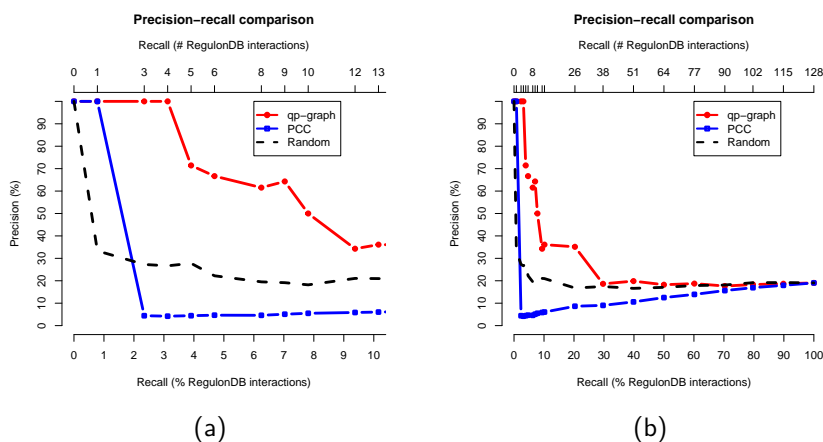 Precision−recall comparison
Recall (# RegulonDB interactions)
0 1 3 4 5 6 8 9 10 12 13
qp−graph
PCC
Random
Precision (%)
90
80
70
60
50
40
30
20
10
0
0 1 2 3 4 5 6 7 8 9 10
Recall (% RegulonDB interactions)
(a)
Precision−recall comparison
Recall (# RegulonDB interactions)
0 8 26 38 51 64 77 90 102 115 128
qp−graph
PCC
Random
Precision (%)
90
80
70
60
50
40
30
20
10
0
0 10 20 30 40 50 60 70 80 90 100
Recall (% RegulonDB interactions)
(b)